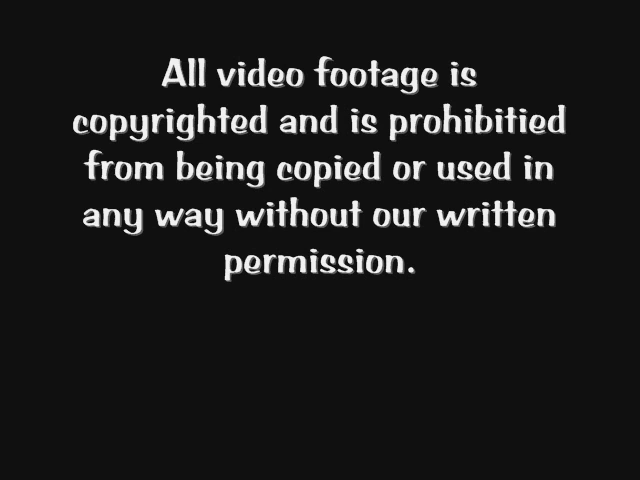 All video footage is
copyrighted and is prohibitied
from being copied or used in
any way without our written
permission.